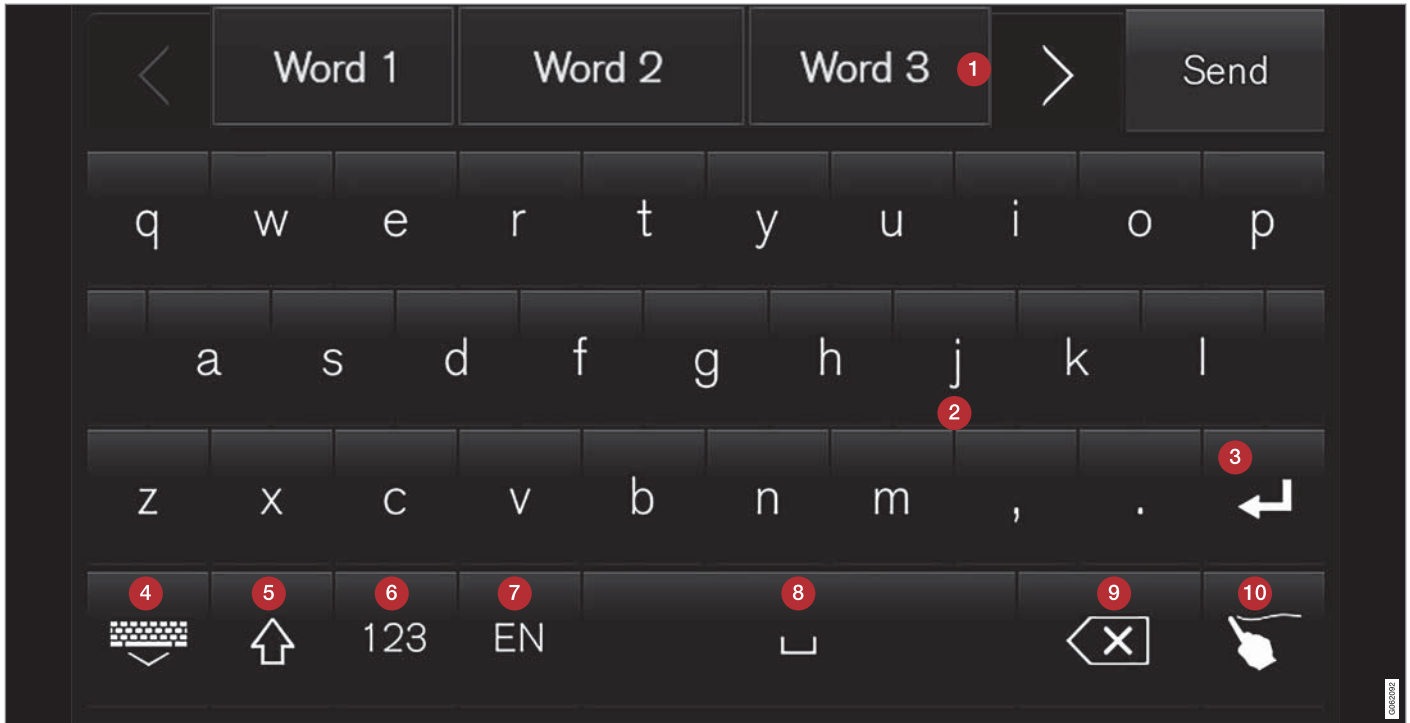 Word 1 Word 2 Word 3 1 Send
q w e r t y u i o p
a s d f g h j k l
2
3
z x c v b n m , .
4 5 6 7 8 9 10
123 EN
G062092